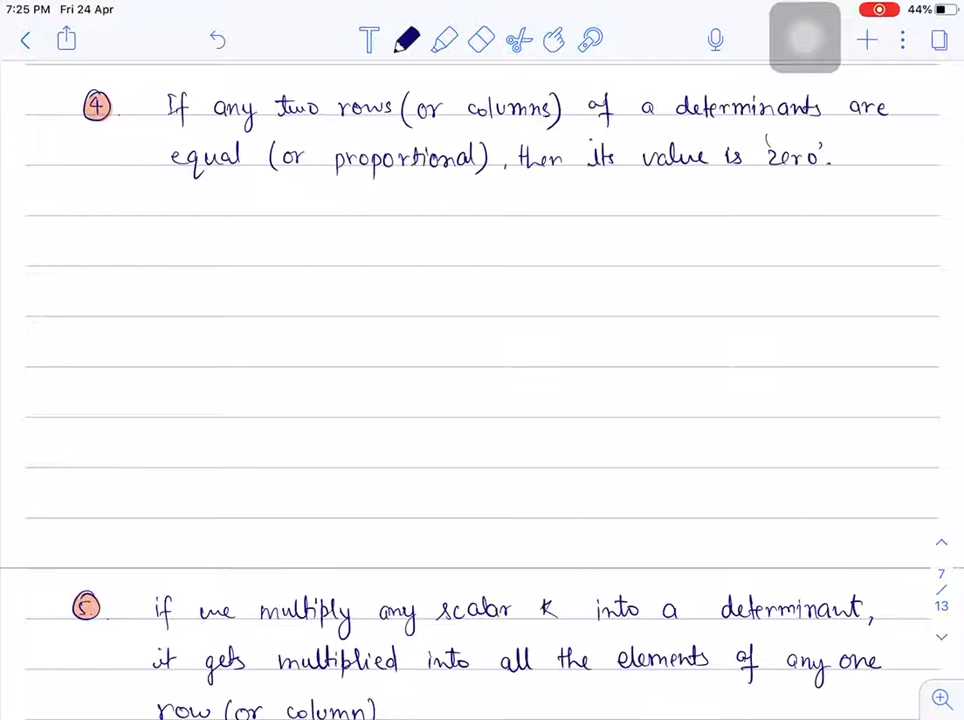 7:25 PM Fri 24 Apr 44%
T
4. If any two rows (or columns) of a determinants are
equal (or proportional), then its value is 'zero'.
7
/
13
5. if we multiply any scalar k into a determinant,
it gets multiplied into all the elements of any one
row (or column)